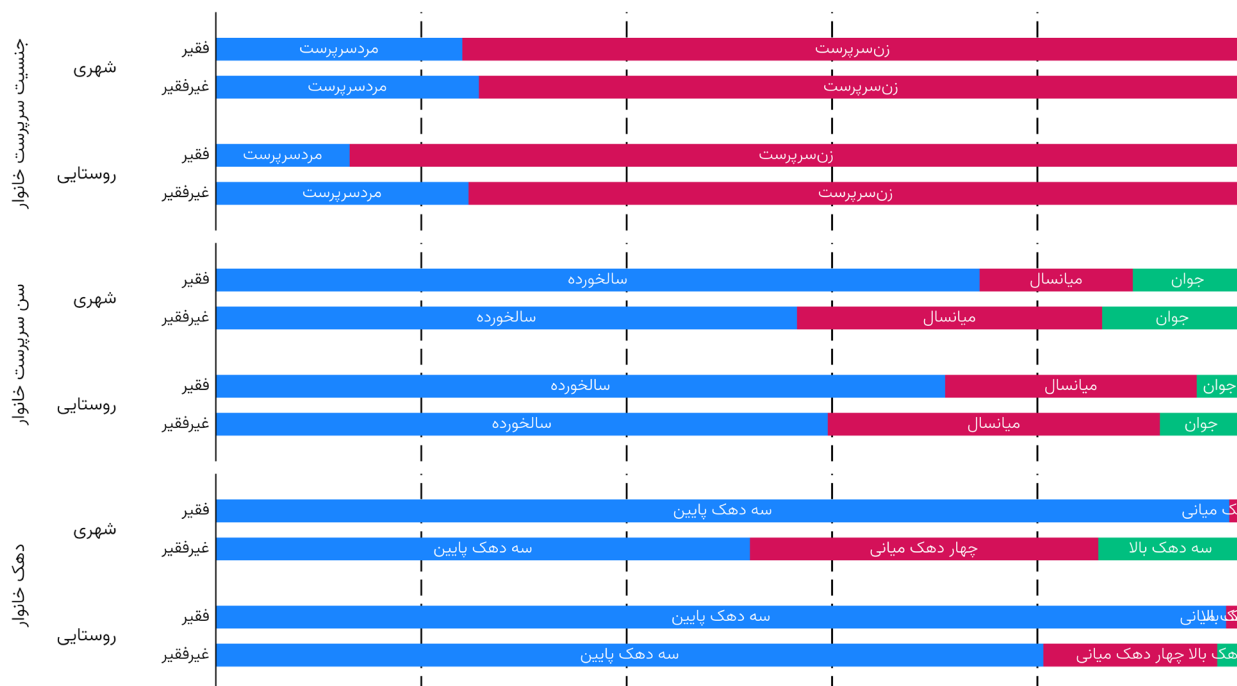 جنسیت سرپرست خانوار
شهری
فقیر
مردسرپرست
زن‌سرپرست
غیرفقیر
مردسرپرست
زن‌سرپرست
روستایی
فقیر
مردسرپرست
زن‌سرپرست
غیرفقیر
مردسرپرست
زن‌سرپرست
سن سرپرست خانوار
شهری
فقیر
سالخورده
میانسال
جوان
غیرفقیر
سالخورده
میانسال
جوان
روستایی
فقیر
سالخورده
میانسال
جوان
غیرفقیر
سالخورده
میانسال
جوان
دهک خانوار
شهری
فقیر
سه دهک پایین
میانی
غیرفقیر
سه دهک پایین
چهار دهک میانی
سه دهک بالا
روستایی
فقیر
سه دهک پایین
غیرفقیر
سه دهک پایین
چهار دهک میانی
دهک بالا